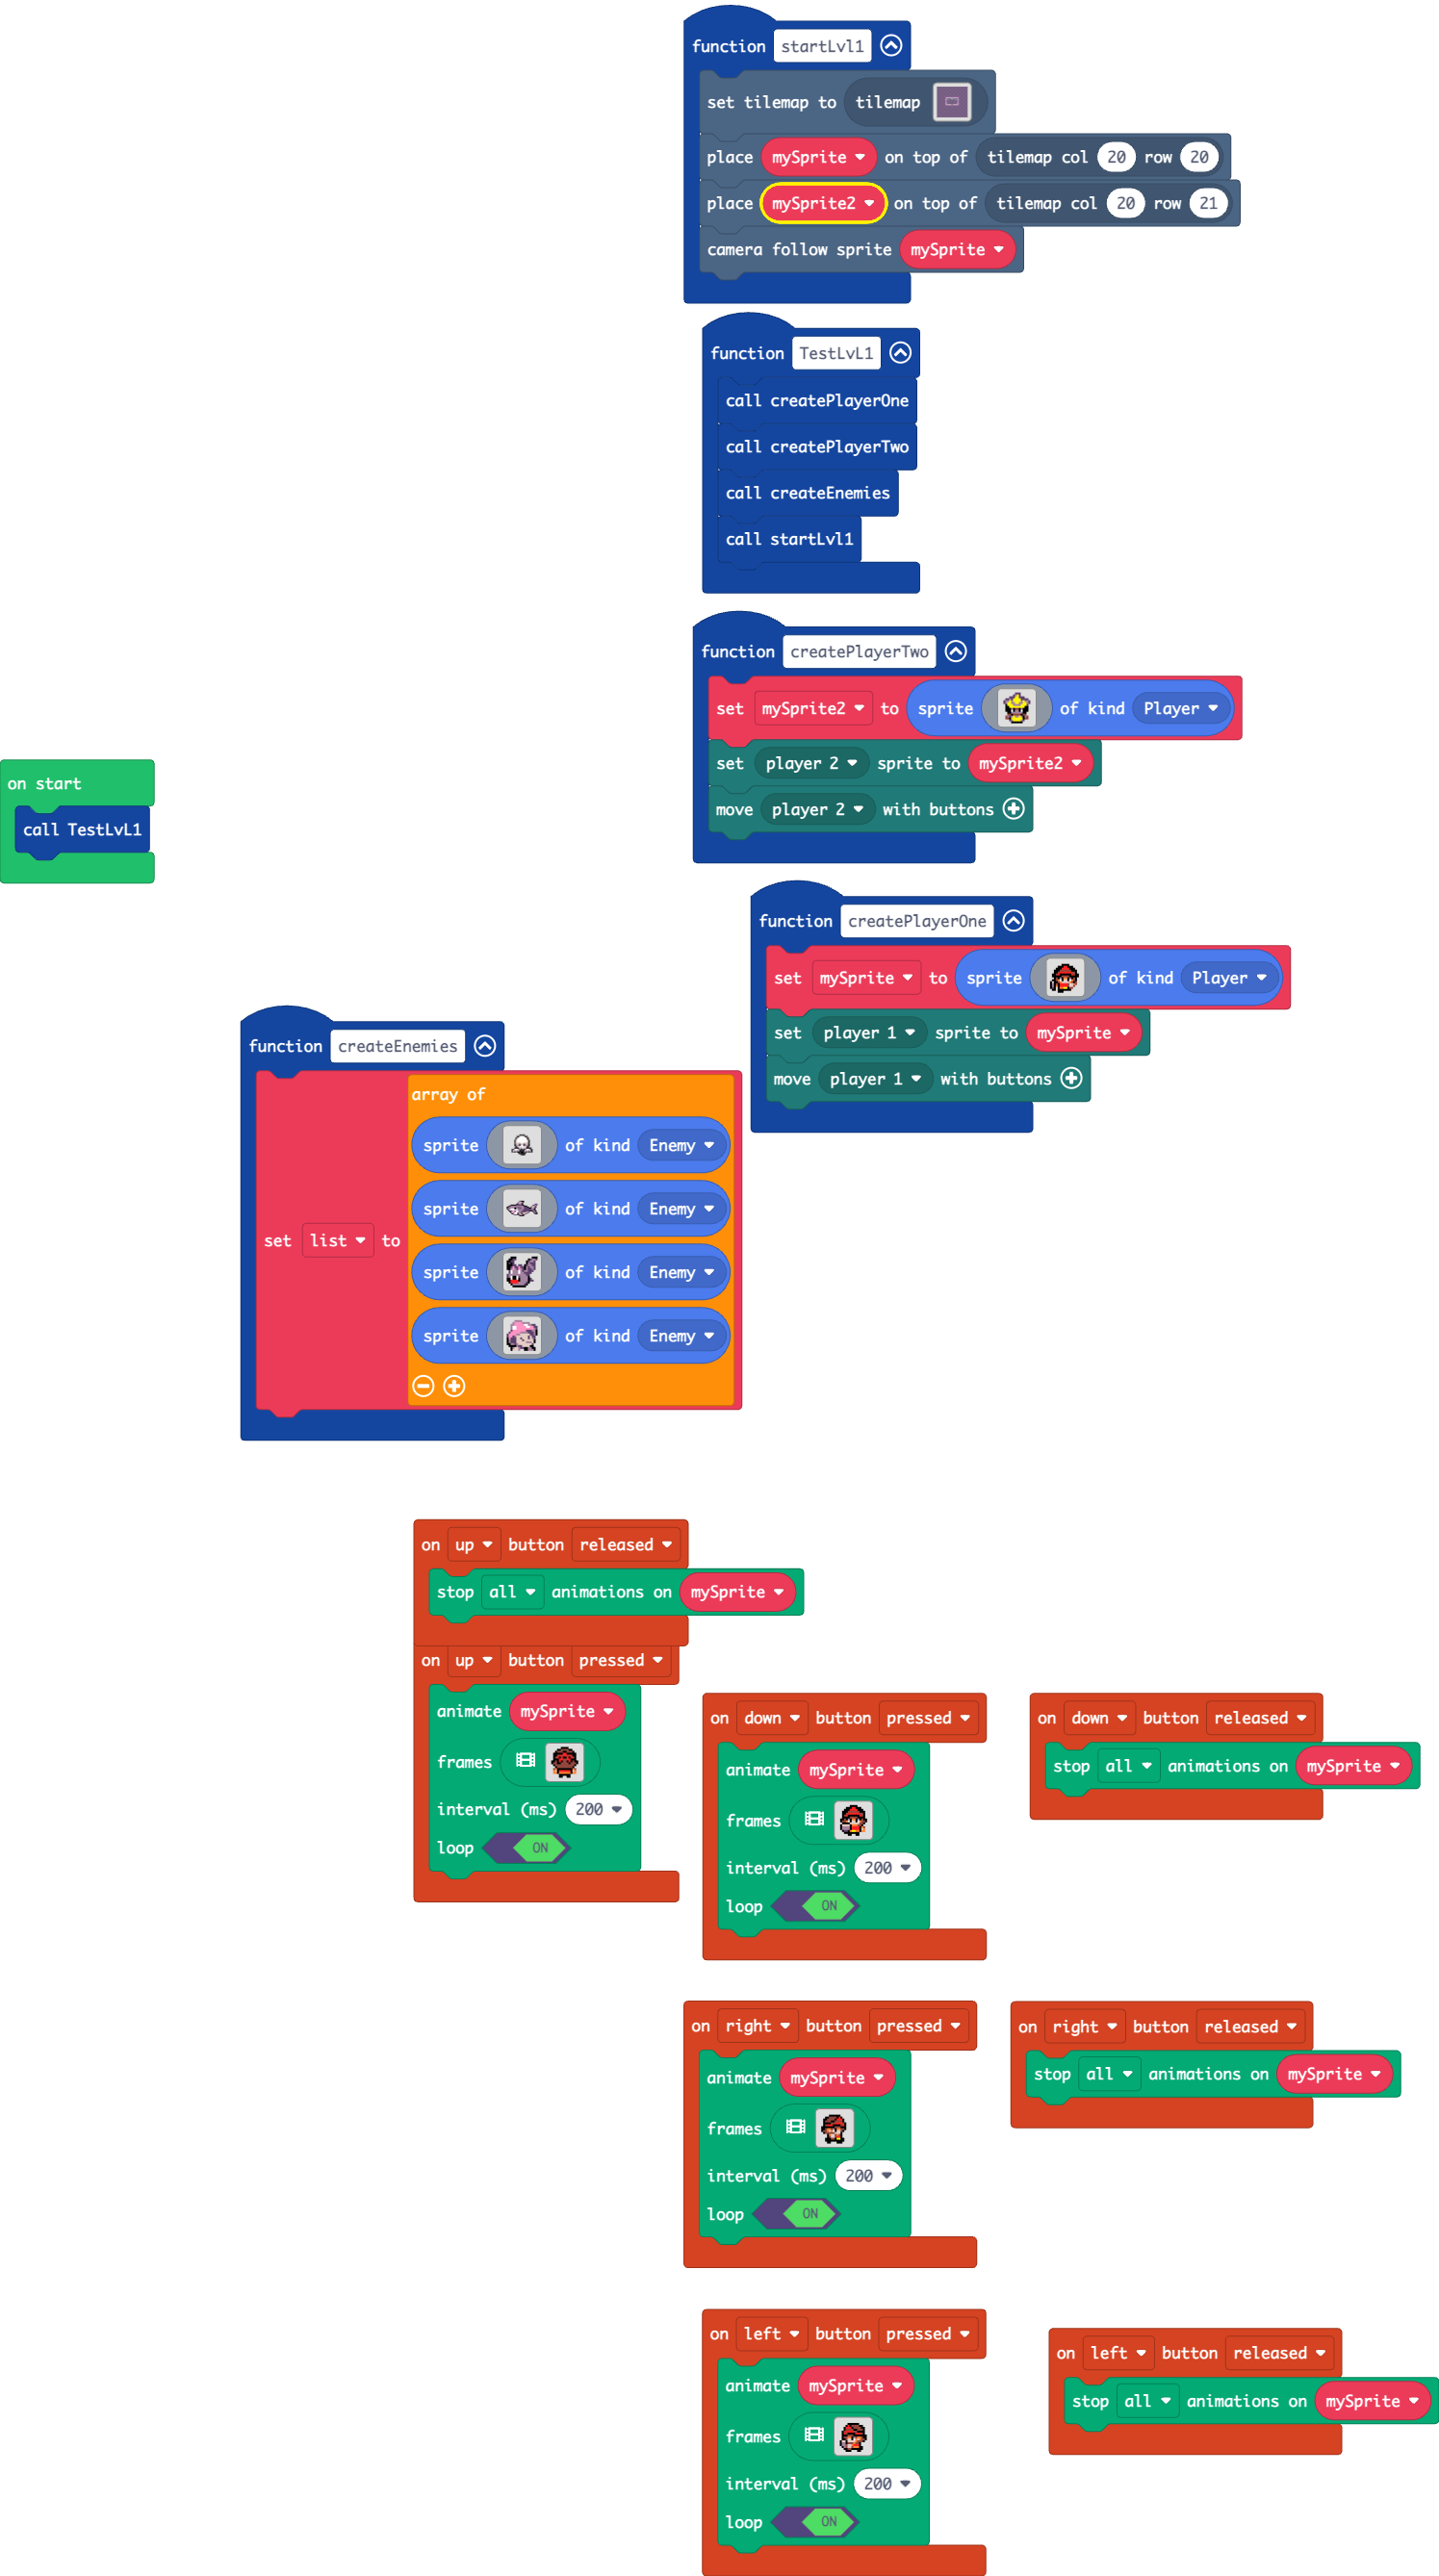 function startLvl1
set tilemap to tilemap
place mySprite on top of tilemap col 20 row 20
place mySprite2 on top of tilemap col 20 row 21
camera follow sprite mySprite
function TestLvL1
call createPlayerOne
call createPlayerTwo
call createEnemies
call startLvl1
function createPlayerTwo
set mySprite2 to sprite of kind Player
set player 2 sprite to mySprite2
move player 2 with buttons
on start
call TestLvL1
function createPlayerOne
set mySprite to sprite of kind Player
set player 1 sprite to mySprite
move player 1 with buttons
function createEnemies
set list to
array of
sprite of kind Enemy
sprite of kind Enemy
sprite of kind Enemy
sprite of kind Enemy
on up button released
stop all animations on mySprite
on up button pressed
animate mySprite
frames
interval (ms) 200
loop ON
on down button pressed
animate mySprite
frames
interval (ms) 200
loop ON
on down button released
stop all animations on mySprite
on right button pressed
animate mySprite
frames
interval (ms) 200
loop ON
on right button released
stop all animations on mySprite
on left button pressed
animate mySprite
frames
interval (ms) 200
loop ON
on left button released
stop all animations on mySprite